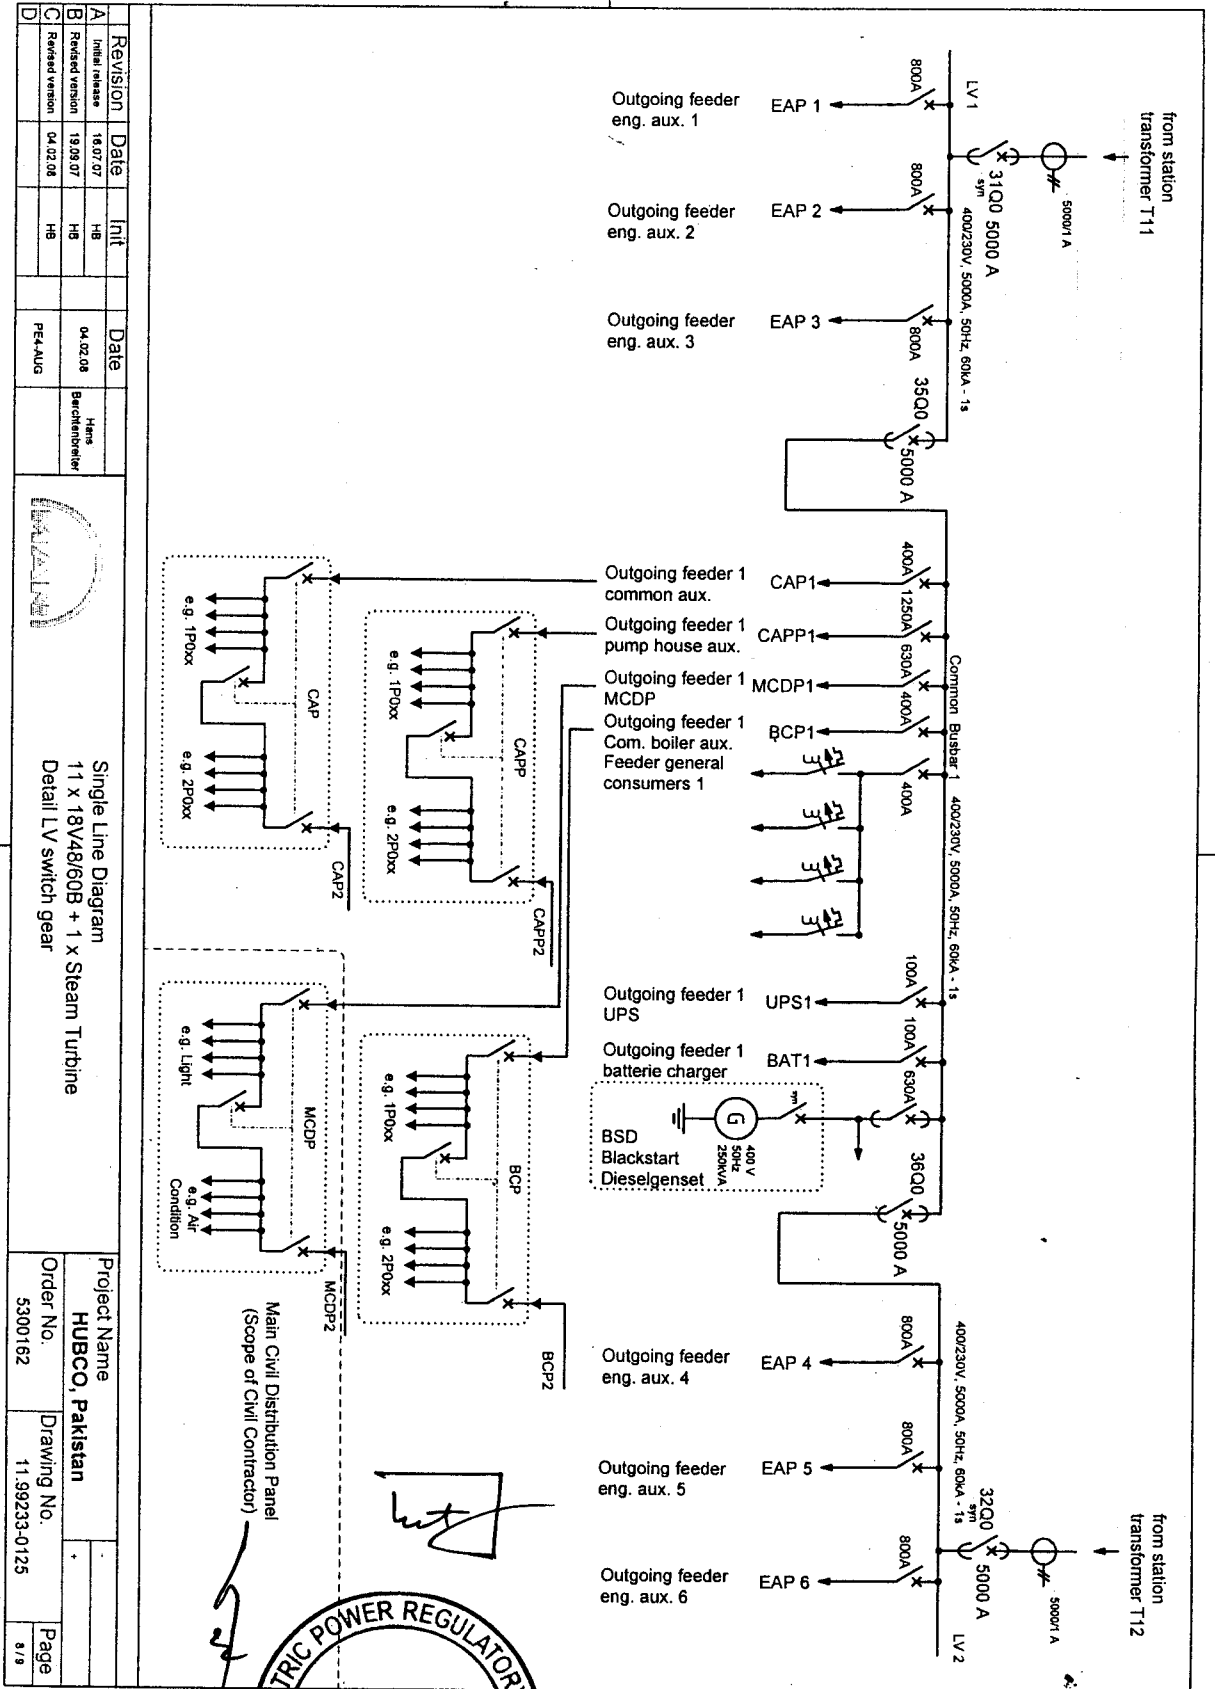 from station
transformer T11
5000/1 A
LV 1
31Q0 5000 A
syn
400/230V, 5000A, 50Hz, 60kA - 1s
800A
EAP 1
Outgoing feeder
eng. aux. 1
800A
EAP 2
Outgoing feeder
eng. aux. 2
800A
EAP 3
Outgoing feeder
eng. aux. 3
35Q0
5000 A
Common Busbar 1
400/230V, 5000A, 50Hz, 60kA - 1s
400A
CAP1
Outgoing feeder 1
common aux.
1250A
CAPP1
Outgoing feeder 1
pump house aux.
630A
MCDP1
Outgoing feeder 1
MCDP
400A
BCP1
Outgoing feeder 1
Com. boiler aux.
400A
Feeder general
consumers 1
100A
UPS1
Outgoing feeder 1
UPS
100A
BAT1
Outgoing feeder 1
batterie charger
630A
syn
G
400 V
50Hz
250kVA
BSD
Blackstart
Dieselgenset
36Q0
5000 A
400/230V, 5000A, 50Hz, 60kA - 1s
800A
EAP 4
Outgoing feeder
eng. aux. 4
800A
EAP 5
Outgoing feeder
eng. aux. 5
800A
EAP 6
Outgoing feeder
eng. aux. 6
from station
transformer T12
5000/1 A
32Q0
syn
5000 A
LV 2
CAPP
e.g. 1P0xx
e.g. 2P0xx
CAPP2
CAP
e.g. 1P0xx
e.g. 2P0xx
CAP2
BCP
e.g. 1P0xx
e.g. 2P0xx
BCP2
MCDP
e.g. Light
e.g. Air
Condition
MCDP2
Main Civil Distribution Panel
(Scope of Civil Contractor)
TRIC POWER REGULATOR
Revision Date Init
A Initial release 16.07.07 HB
B Revised version 19.09.07 HB
C Revised version 04.02.08 HB
D
Date
04.02.08
Hans
Berchtenbreiter
PE4-AUG
MAN
Single Line Diagram
11 x 18V48/60B + 1 x Steam Turbine
Detail LV switch gear
Project Name
HUBCO, Pakistan
Order No.
5300162
Drawing No.
11.99233-0125
Page
8 / 9